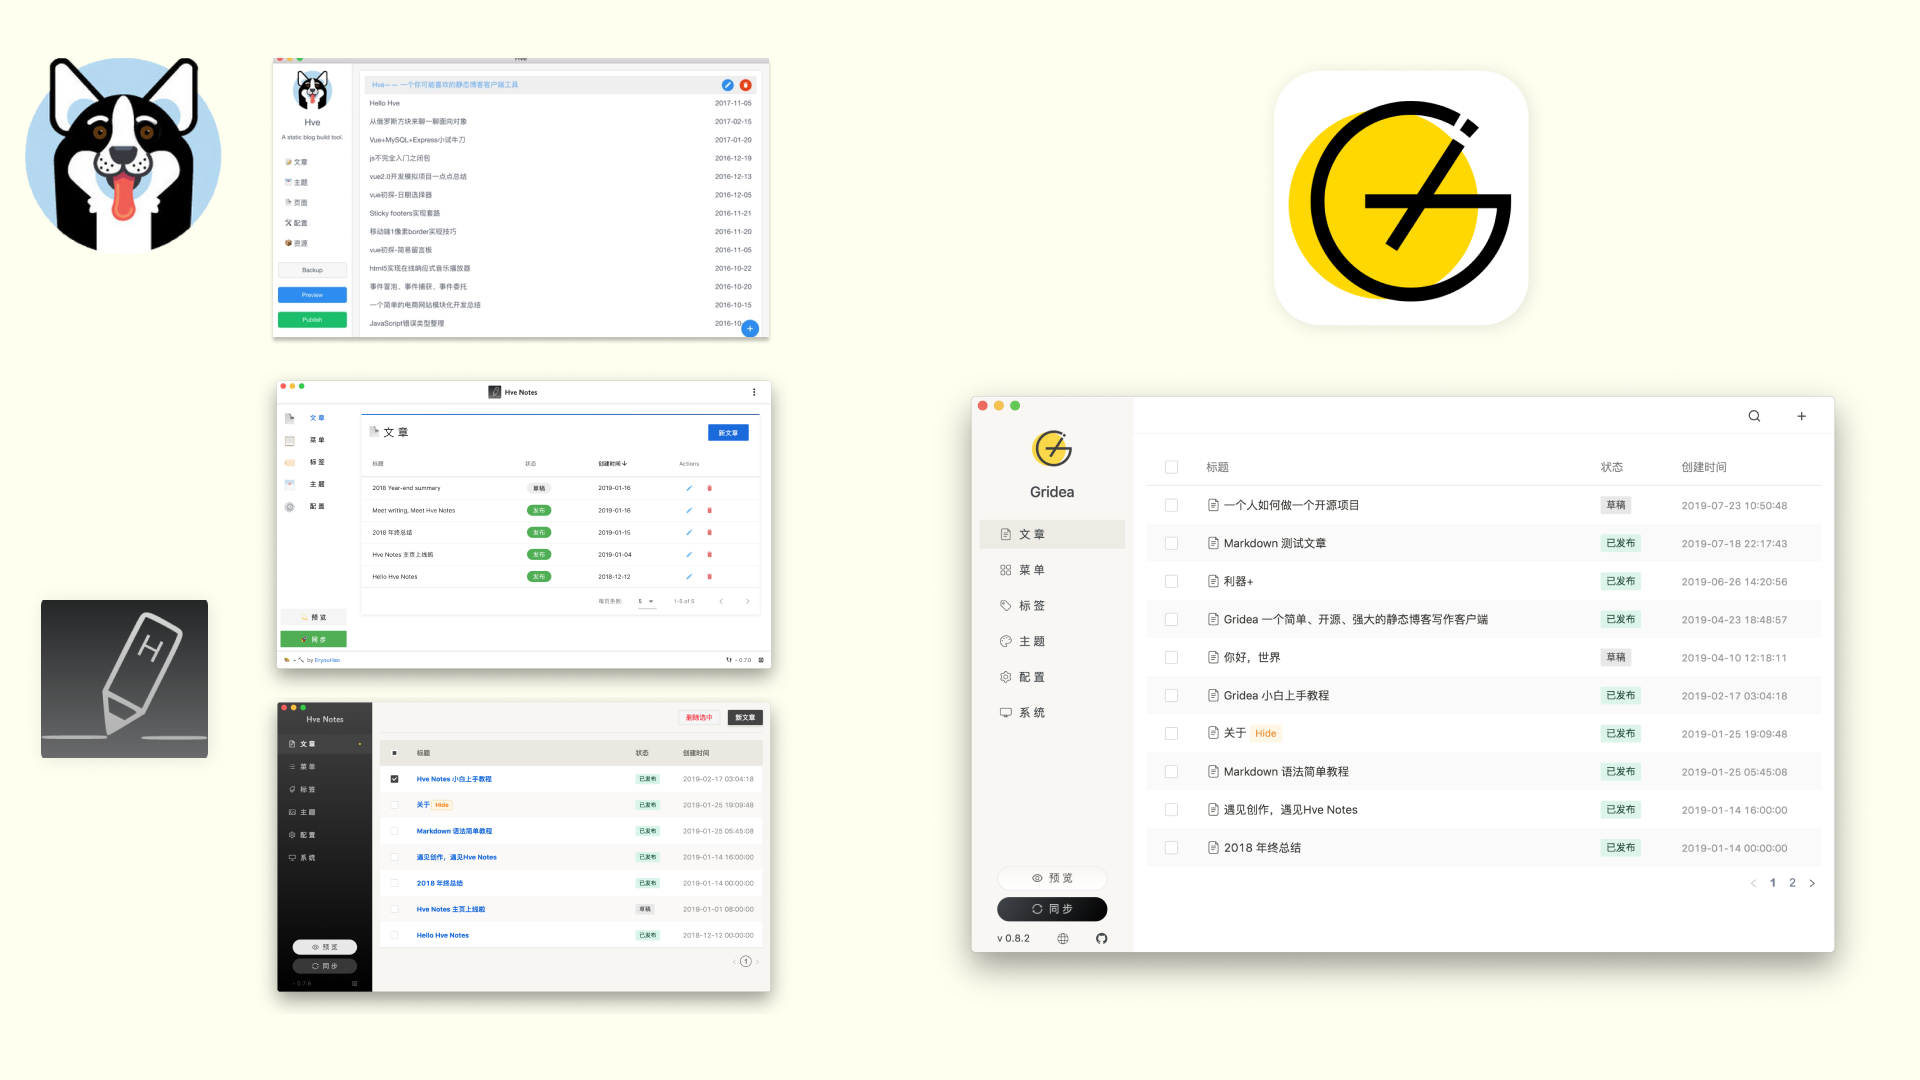 Hve
Hve
A static blog build tool.
文章
主题
页面
配置
资源
Backup
Preview
Publish
Hve—— 一个你可能喜欢的静态博客客户端工具
Hello Hve 2017-11-05
从俄罗斯方块来聊一聊面向对象 2017-02-15
Vue+MySQL+Express小试牛刀 2017-01-20
js不完全入门之闭包 2016-12-19
vue2.0开发模拟项目一点点总结 2016-12-13
vue初探-日期选择器 2016-12-05
Sticky footers实现套路 2016-11-21
移动端1像素border实现技巧 2016-11-20
vue初探-简易留言板 2016-11-05
html5实现在线响应式音乐播放器 2016-10-22
事件冒泡、事件捕获、事件委托 2016-10-20
一个简单的电商网站模块化开发总结 2016-10-15
JavaScript错误类型整理 2016-10
Hve Notes
文章
菜单
标签
主题
配置
预览
同步
by EryouHao
文章
新文章
标题 状态 创建时间 Actions
2018 Year-end summary 草稿 2019-01-16
Meet writing, Meet Hve Notes 发布 2019-01-16
2018 年终总结 发布 2019-01-15
Hve Notes 主页上线啦 发布 2019-01-04
Hello Hve Notes 发布 2018-12-12
每页条数: 5 1-5 of 5
- 0.7.0
H
Hve Notes
文章
菜单
标签
主题
配置
系统
预览
同步
- 0.7.6
删除选中 新文章
标题 状态 创建时间
Hve Notes 小白上手教程 已发布 2019-02-17 03:04:18
关于 Hide 已发布 2019-01-25 19:09:48
Markdown 语法简单教程 已发布 2019-01-25 05:45:08
遇见创作，遇见Hve Notes 已发布 2019-01-14 16:00:00
2018 年终总结 已发布 2019-01-14 00:00:00
Hve Notes 主页上线啦 草稿 2019-01-01 08:00:00
Hello Hve Notes 已发布 2018-12-12 00:00:00
1
Gridea
文章
菜单
标签
主题
配置
系统
预览
同步
v 0.8.2
标题 状态 创建时间
一个人如何做一个开源项目 草稿 2019-07-23 10:50:48
Markdown 测试文章 已发布 2019-07-18 22:17:43
利器+ 已发布 2019-06-26 14:20:56
Gridea 一个简单、开源、强大的静态博客写作客户端 已发布 2019-04-23 18:48:57
你好，世界 草稿 2019-04-10 12:18:11
Gridea 小白上手教程 已发布 2019-02-17 03:04:18
关于 Hide 已发布 2019-01-25 19:09:48
Markdown 语法简单教程 已发布 2019-01-25 05:45:08
遇见创作，遇见Hve Notes 已发布 2019-01-14 16:00:00
2018 年终总结 已发布 2019-01-14 00:00:00
1 2